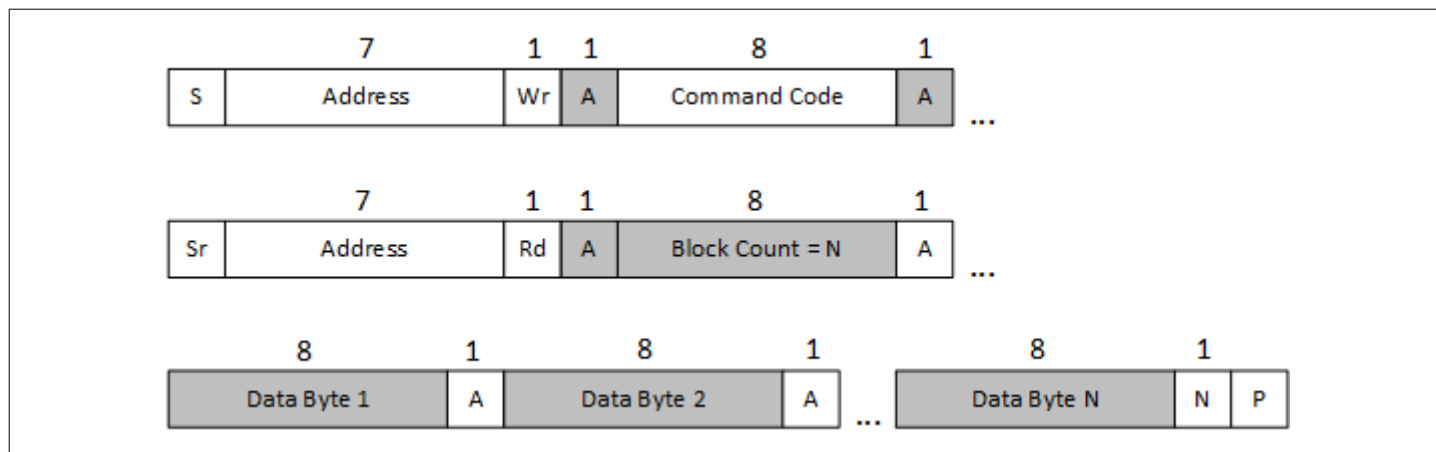 7 1 1 8 1
S Address Wr A Command Code A ...
7 1 1 8 1
Sr Address Rd A Block Count = N A ...
8 1 8 1 8 1
Data Byte 1 A Data Byte 2 A ... Data Byte N N P